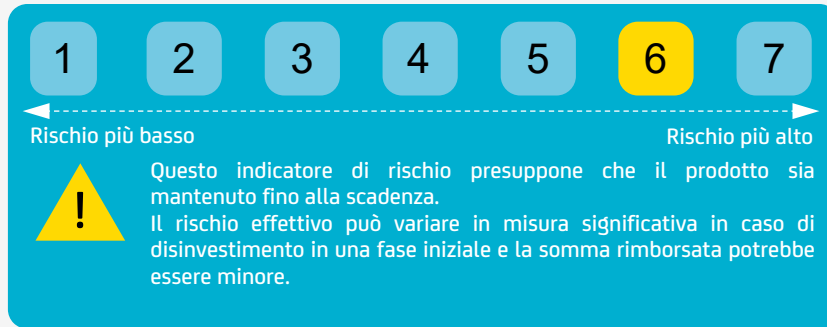 1 2 3 4 5 6 7
Rischio più basso Rischio più alto
!
Questo indicatore di rischio presuppone che il prodotto sia
mantenuto fino alla scadenza.
Il rischio effettivo può variare in misura significativa in caso di
disinvestimento in una fase iniziale e la somma rimborsata potrebbe
essere minore.